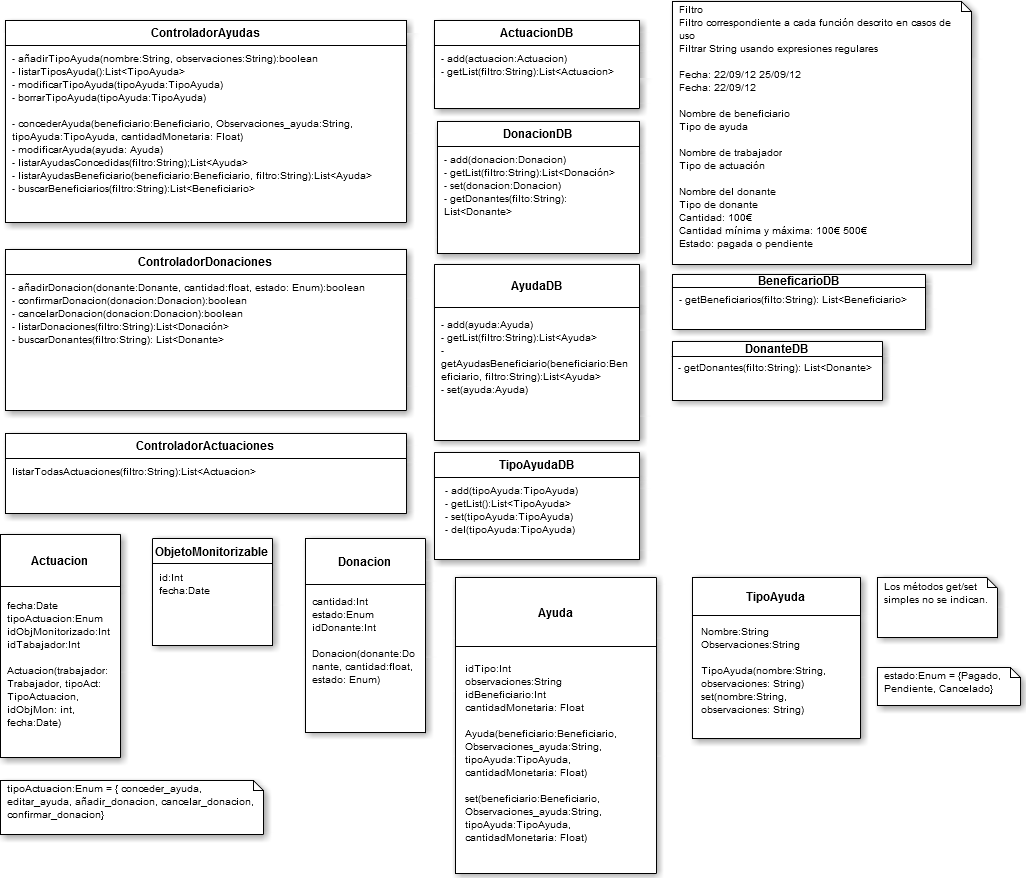 ControladorAyudas
- añadirTipoAyuda(nombre:String, observaciones:String):boolean
- listarTiposAyuda():List<TipoAyuda>
- modificarTipoAyuda(tipoAyuda:TipoAyuda)
- borrarTipoAyuda(tipoAyuda:TipoAyuda)
- concederAyuda(beneficiario:Beneficiario, Observaciones_ayuda:String,
tipoAyuda:TipoAyuda, cantidadMonetaria: Float)
- modificarAyuda(ayuda: Ayuda)
- listarAyudasConcedidas(filtro:String);List<Ayuda>
- listarAyudasBeneficiario(beneficiario:Beneficiario, filtro:String):List<Ayuda>
- buscarBeneficiarios(filtro:String):List<Beneficiario>
ControladorDonaciones
- añadirDonacion(donante:Donante, cantidad:float, estado: Enum):boolean
- confirmarDonacion(donacion:Donacion):boolean
- cancelarDonacion(donacion:Donacion):boolean
- listarDonaciones(filtro:String):List<Donación>
- buscarDonantes(filtro:String): List<Donante>
ControladorActuaciones
listarTodasActuaciones(filtro:String):List<Actuacion>
ActuacionDB
- add(actuacion:Actuacion)
- getList(filtro:String):List<Actuacion>
DonacionDB
- add(donacion:Donacion)
- getList(filtro:String):List<Donación>
- set(donacion:Donacion)
- getDonantes(filto:String):
List<Donante>
AyudaDB
- add(ayuda:Ayuda)
- getList(filtro:String):List<Ayuda>
-
getAyudasBeneficiario(beneficiario:Ben
eficiario, filtro:String):List<Ayuda>
- set(ayuda:Ayuda)
TipoAyudaDB
- add(tipoAyuda:TipoAyuda)
- getList():List<TipoAyuda>
- set(tipoAyuda:TipoAyuda)
- del(tipoAyuda:TipoAyuda)
Filtro
Filtro correspondiente a cada función descrito en casos de
uso
Filtrar String usando expresiones regulares
Fecha: 22/09/12 25/09/12
Fecha: 22/09/12
Nombre de beneficiario
Tipo de ayuda
Nombre de trabajador
Tipo de actuación
Nombre del donante
Tipo de donante
Cantidad: 100€
Cantidad mínima y máxima: 100€ 500€
Estado: pagada o pendiente
BeneficarioDB
- getBeneficiarios(filto:String): List<Beneficiario>
DonanteDB
- getDonantes(filto:String): List<Donante>
Actuacion
fecha:Date
tipoActuacion:Enum
idObjMonitorizado:Int
idTabajador:Int
Actuacion(trabajador:
Trabajador, tipoAct:
TipoActuacion,
idObjMon: int,
fecha:Date)
ObjetoMonitorizable
id:Int
fecha:Date
Donacion
cantidad:Int
estado:Enum
idDonante:Int
Donacion(donante:Do
nante, cantidad:float,
estado: Enum)
Ayuda
idTipo:Int
observaciones:String
idBeneficiario:Int
cantidadMonetaria: Float
Ayuda(beneficiario:Beneficiario,
Observaciones_ayuda:String,
tipoAyuda:TipoAyuda,
cantidadMonetaria: Float)
set(beneficiario:Beneficiario,
Observaciones_ayuda:String,
tipoAyuda:TipoAyuda,
cantidadMonetaria: Float)
TipoAyuda
Nombre:String
Observaciones:String
TipoAyuda(nombre:String,
observaciones: String)
set(nombre:String,
observaciones: String)
Los métodos get/set
simples no se indican.
estado:Enum = {Pagado,
Pendiente, Cancelado}
tipoActuacion:Enum = { conceder_ayuda,
editar_ayuda, añadir_donacion, cancelar_donacion,
confirmar_donacion}